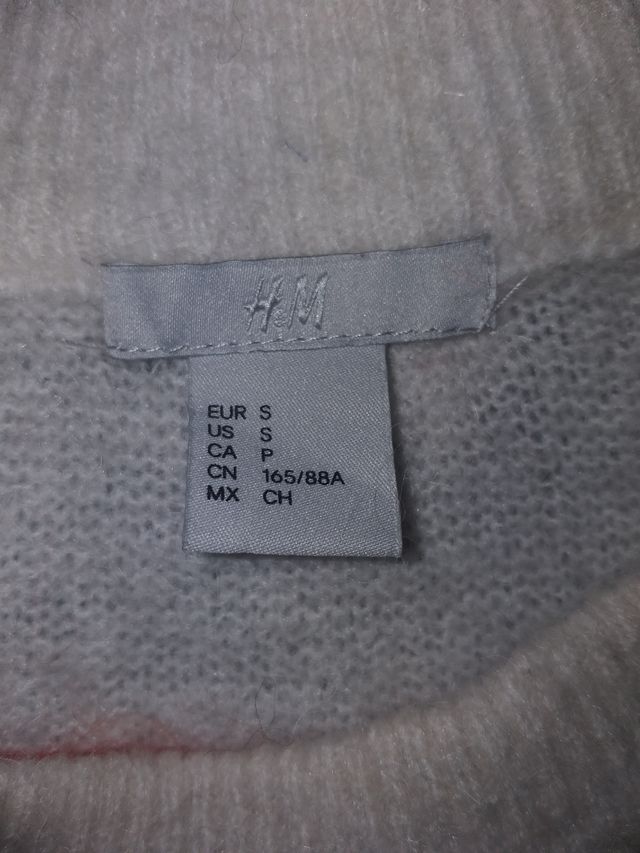 H&M
EUR S
US S
CA P
CN 165/88A
MX CH